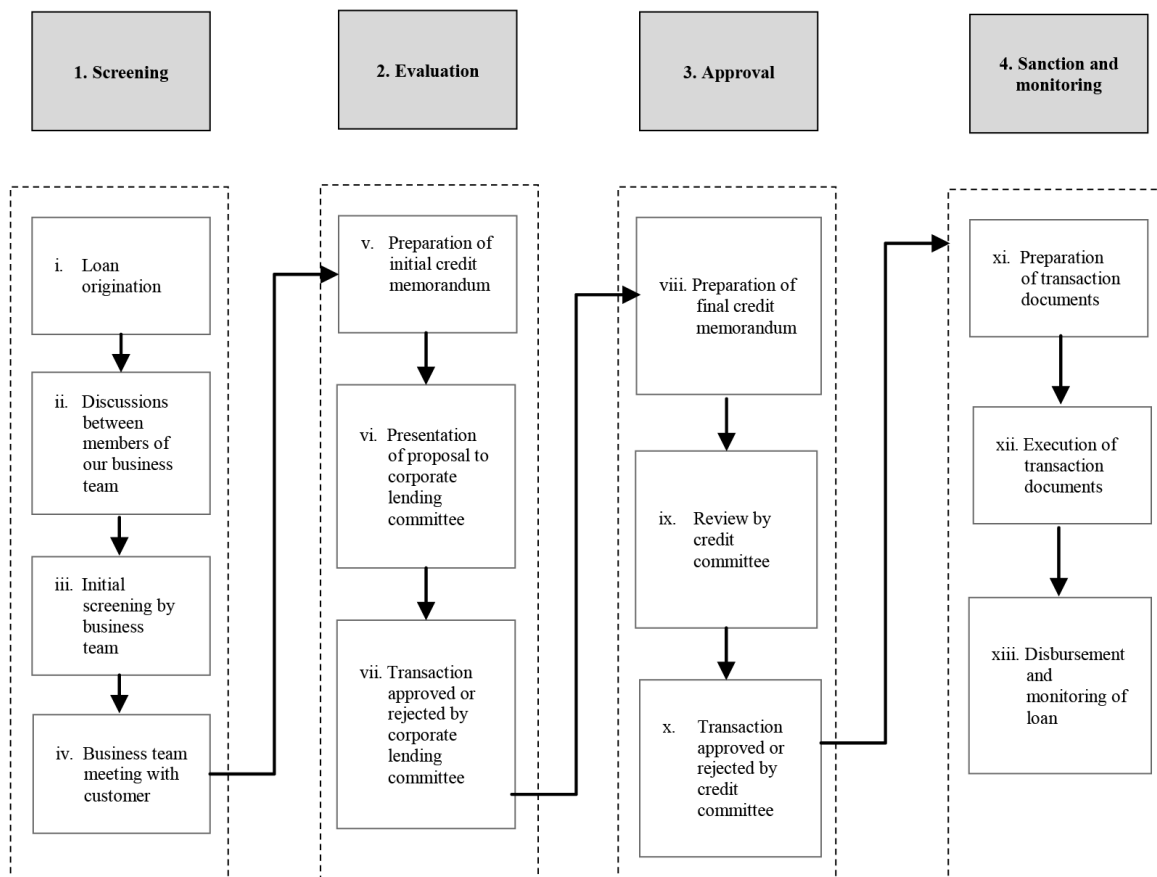 1. Screening
2. Evaluation
3. Approval
4. Sanction and
monitoring
i. Loan
origination
ii. Discussions
between
members of
our business
team
iii. Initial
screening by
business
team
iv. Business team
meeting with
customer
v. Preparation of
initial credit
memorandum
vi. Presentation
of proposal to
corporate
lending
committee
vii. Transaction
approved or
rejected by
corporate
lending
committee
viii. Preparation of
final credit
memorandum
ix. Review by
credit
committee
x. Transaction
approved or
rejected by
credit
committee
xi. Preparation
of transaction
documents
xii. Execution of
transaction
documents
xiii. Disbursement
and
monitoring of
loan